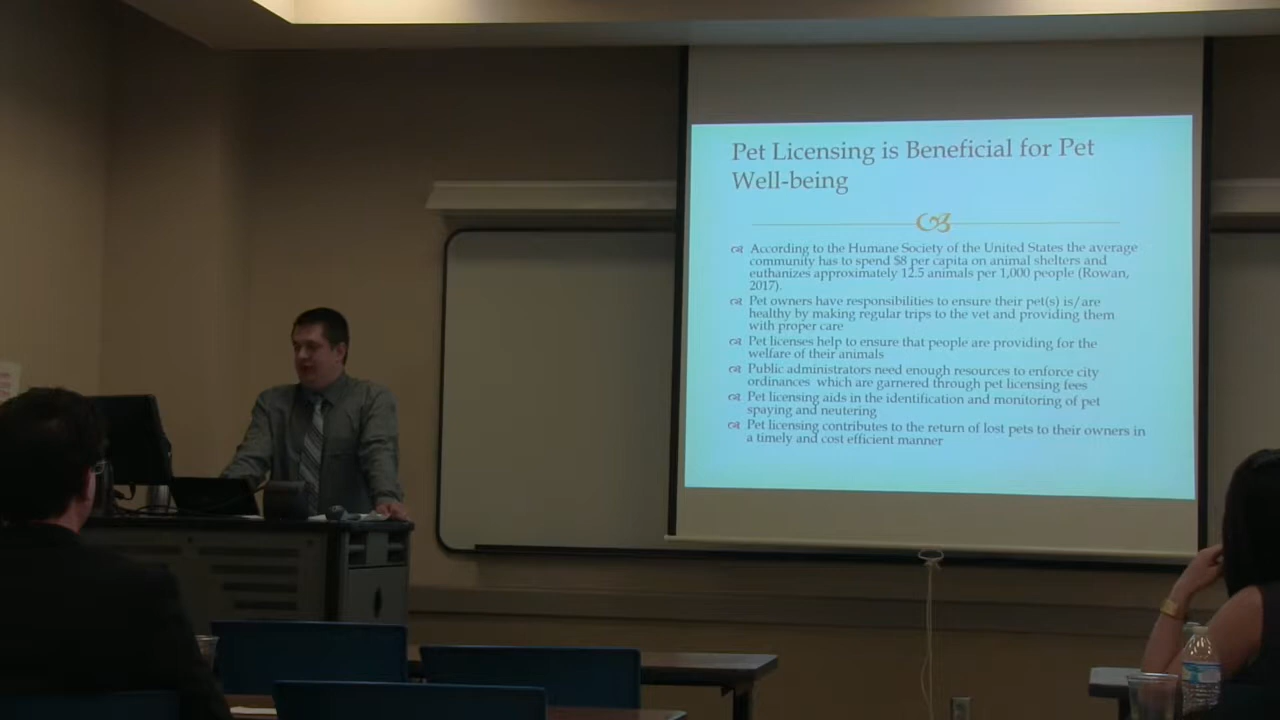 Pet Licensing is Beneficial for Pet
Well-being
According to the Humane Society of the United States the average
community has to spend $8 per capita on animal shelters and
euthanizes approximately 12.5 animals per 1,000 people (Rowan,
2017).
Pet owners have responsibilities to ensure their pet(s) is/are
healthy by making regular trips to the vet and providing them
with proper care
Pet licenses help to ensure that people are providing for the
welfare of their animals
Public administrators need enough resources to enforce city
ordinances which are garnered through pet licensing fees
Pet licensing aids in the identification and monitoring of pet
spaying and neutering
Pet licensing contributes to the return of lost pets to their owners in
a timely and cost efficient manner